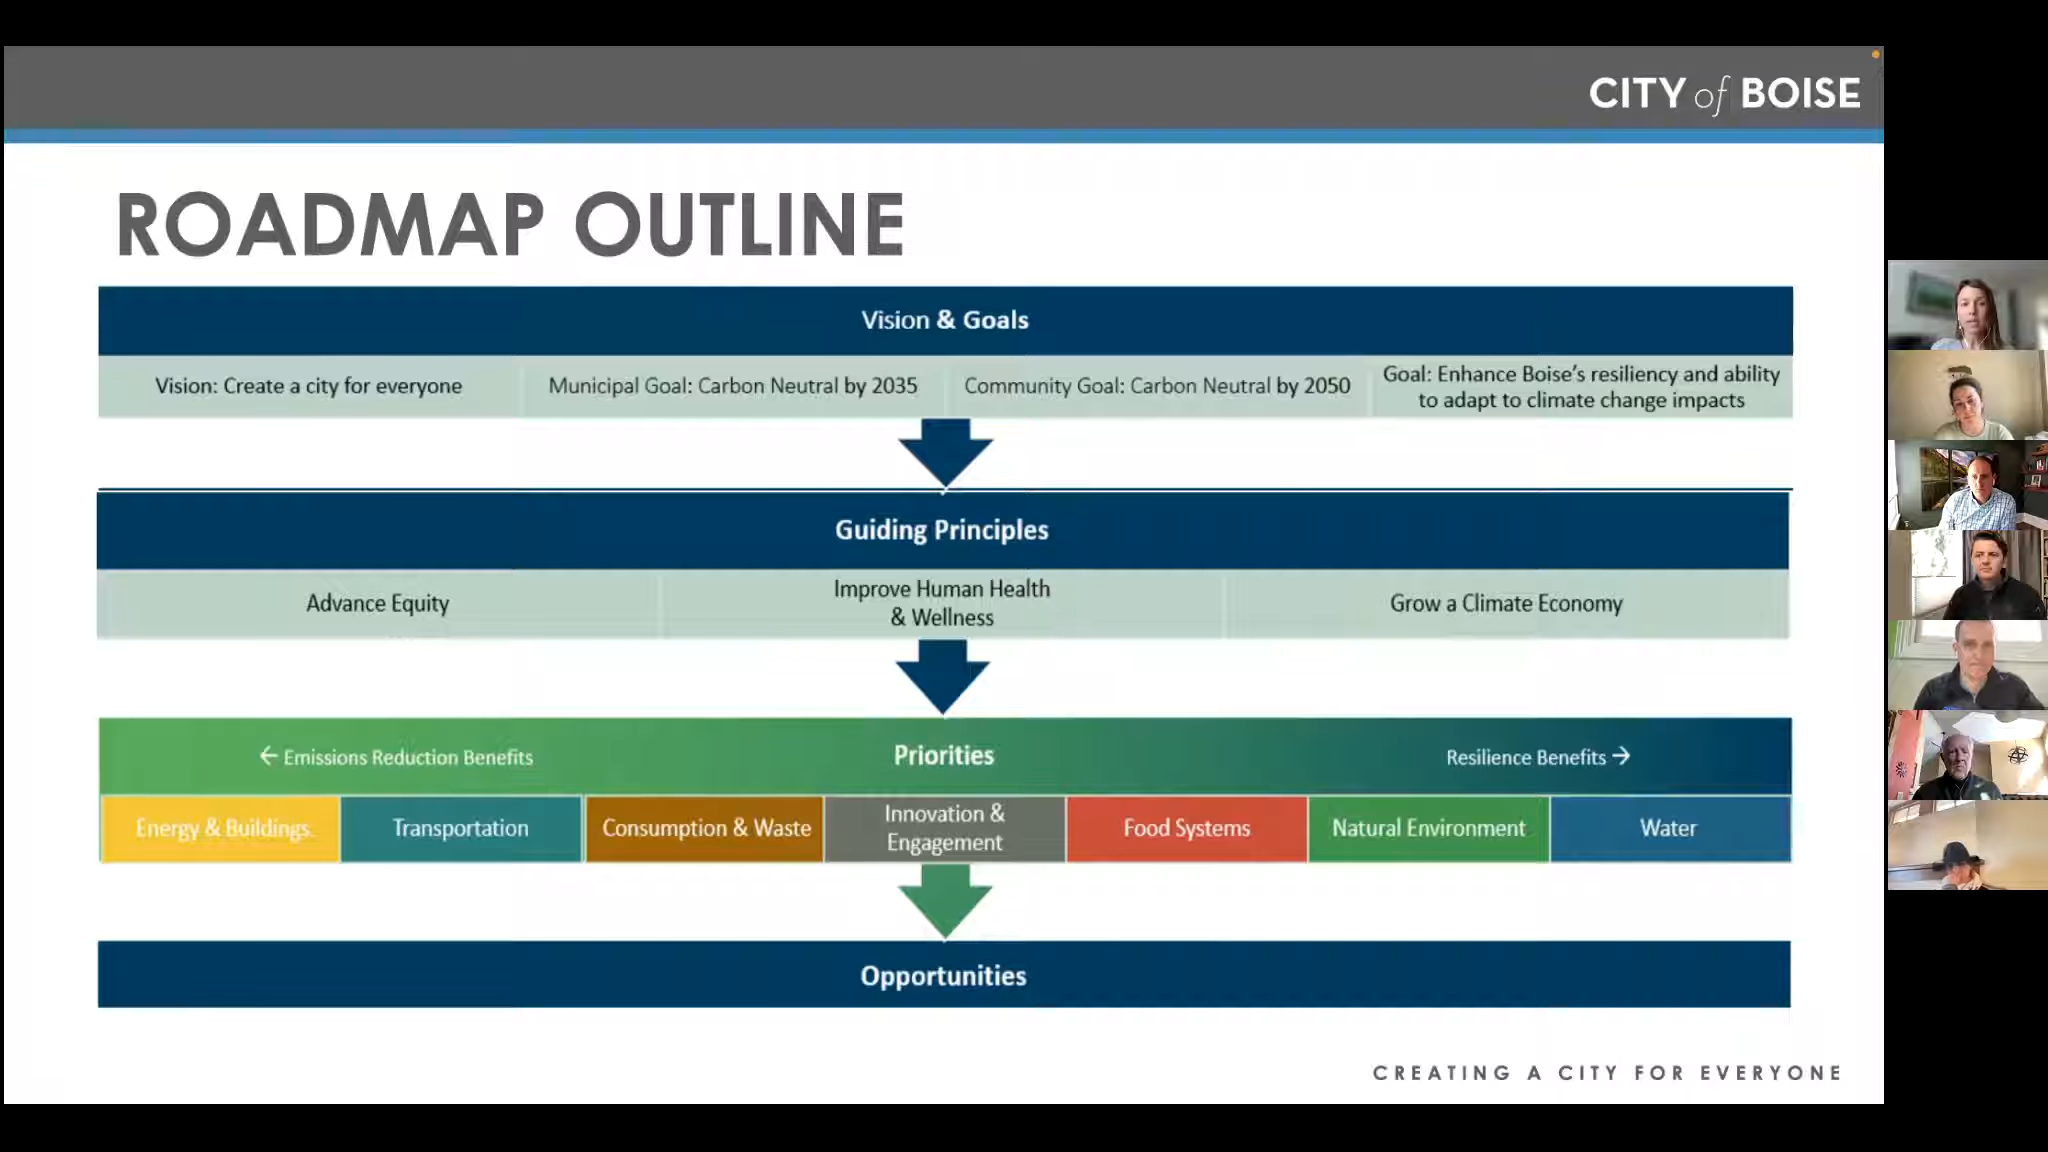 CITY of BOISE
ROADMAP OUTLINE
Vision & Goals
Vision: Create a city for everyone
Municipal Goal: Carbon Neutral by 2035
Community Goal: Carbon Neutral by 2050
Goal: Enhance Boise's resiliency and ability
to adapt to climate change impacts
Guiding Principles
Advance Equity
Improve Human Health
& Wellness
Grow a Climate Economy
← Emissions Reduction Benefits
Priorities
Resilience Benefits →
Energy & Buildings
Transportation
Consumption & Waste
Innovation &
Engagement
Food Systems
Natural Environment
Water
Opportunities
CREATING A CITY FOR EVERYONE